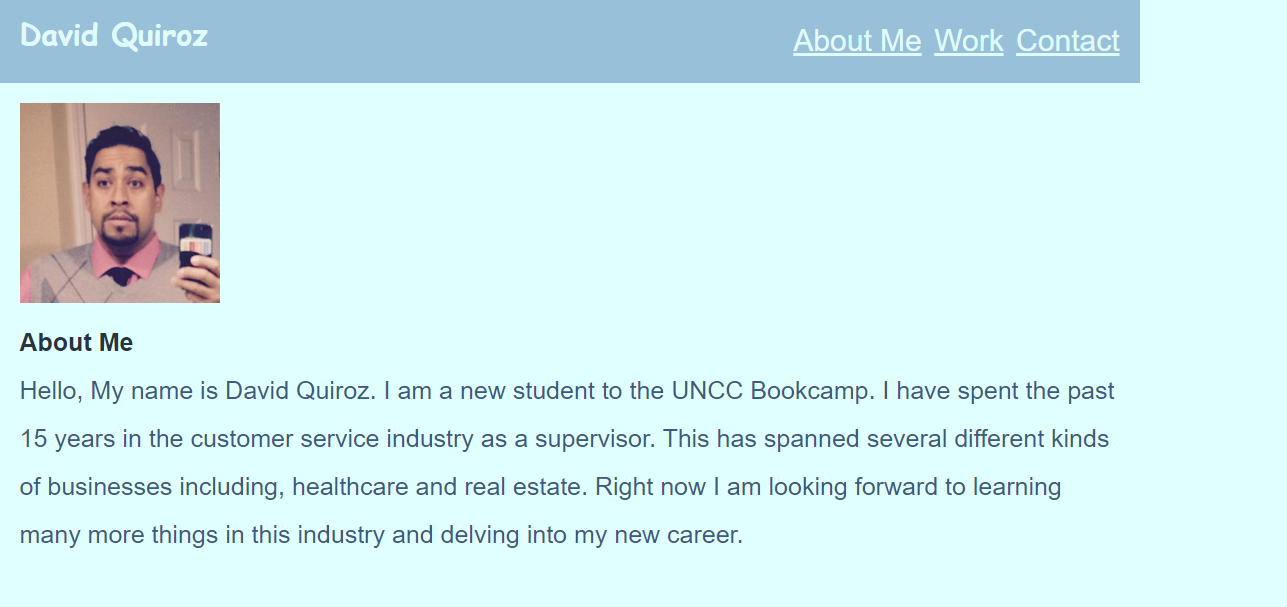 David Quiroz
About Me Work Contact
About Me
Hello, My name is David Quiroz. I am a new student to the UNCC Bookcamp. I have spent the past
15 years in the customer service industry as a supervisor. This has spanned several different kinds
of businesses including, healthcare and real estate. Right now I am looking forward to learning
many more things in this industry and delving into my new career.